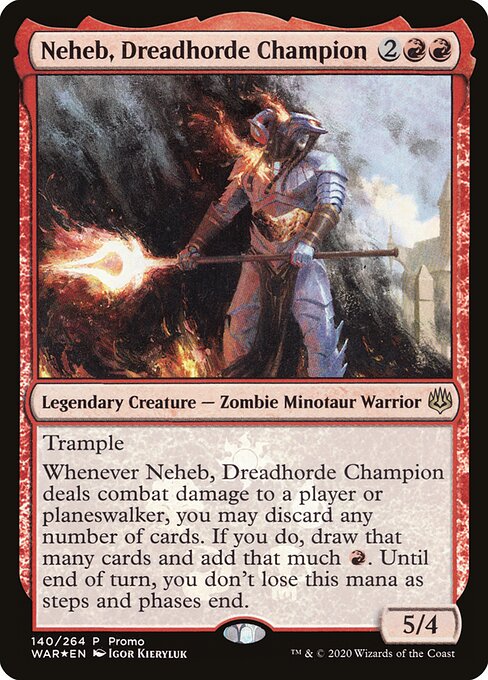 Neheb, Dreadhorde Champion 2
Legendary Creature — Zombie Minotaur Warrior
Trample
Whenever Neheb, Dreadhorde Champion
deals combat damage to a player or
planeswalker, you may discard any
number of cards. If you do, draw that
many cards and add that much . Until
end of turn, you don't lose this mana as
steps and phases end.
5/4
140/264 P Promo
WAR★EN Igor Kieryluk
™ & © 2020 Wizards of the Coast